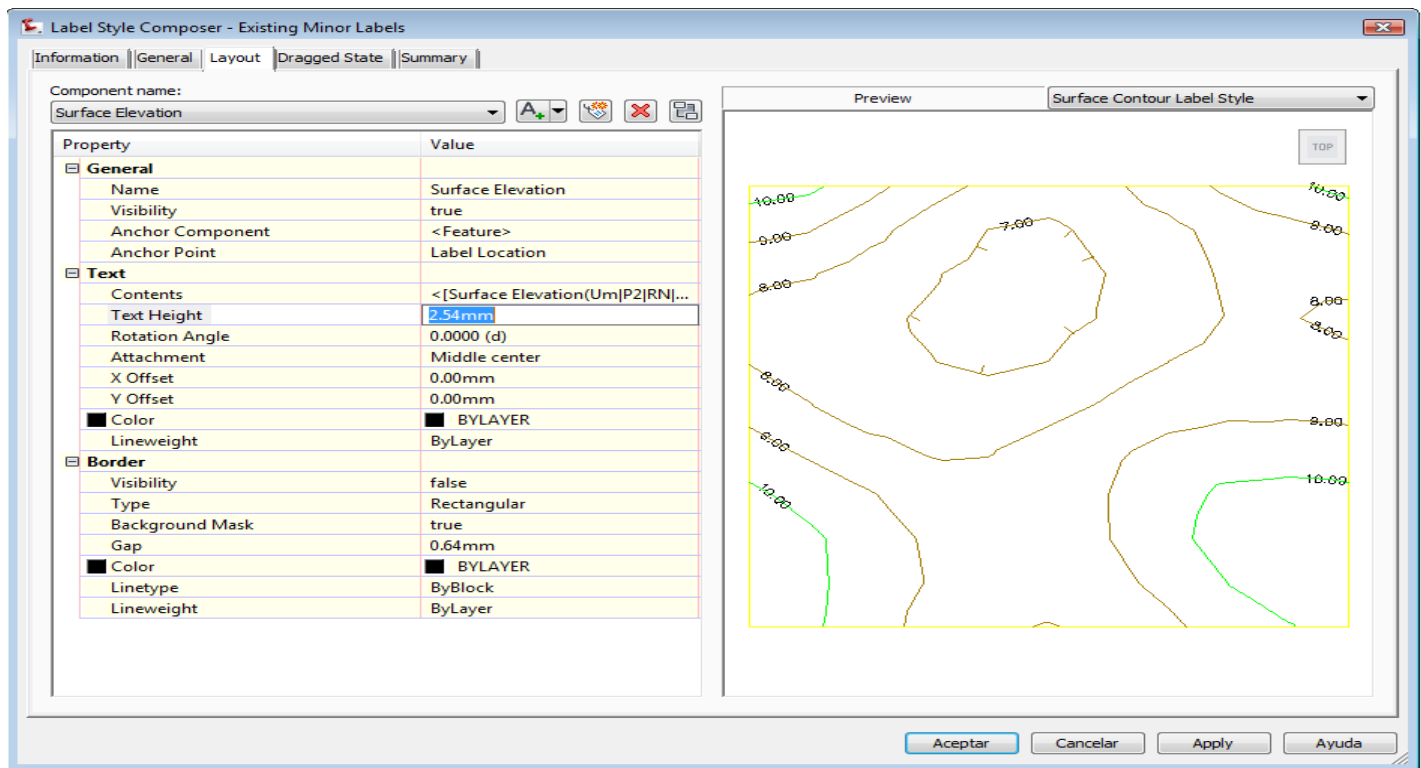 Label Style Composer - Existing Minor Labels
Information General Layout Dragged State Summary
Component name:
Surface Elevation
Property Value
General
Name Surface Elevation
Visibility true
Anchor Component <Feature>
Anchor Point Label Location
Text
Contents <[Surface Elevation(Um|P2|RN|...
Text Height 2.54mm
Rotation Angle 0.0000 (d)
Attachment Middle center
X Offset 0.00mm
Y Offset 0.00mm
Color BYLAYER
Lineweight ByLayer
Border
Visibility false
Type Rectangular
Background Mask true
Gap 0.64mm
Color BYLAYER
Linetype ByBlock
Lineweight ByLayer
Preview Surface Contour Label Style
TOP
10.00 10.00
7.00 9.00
9.00
8.00
8.00
8.00
8.00
9.00
9.00
10.00 10.00
Aceptar Cancelar Apply Ayuda